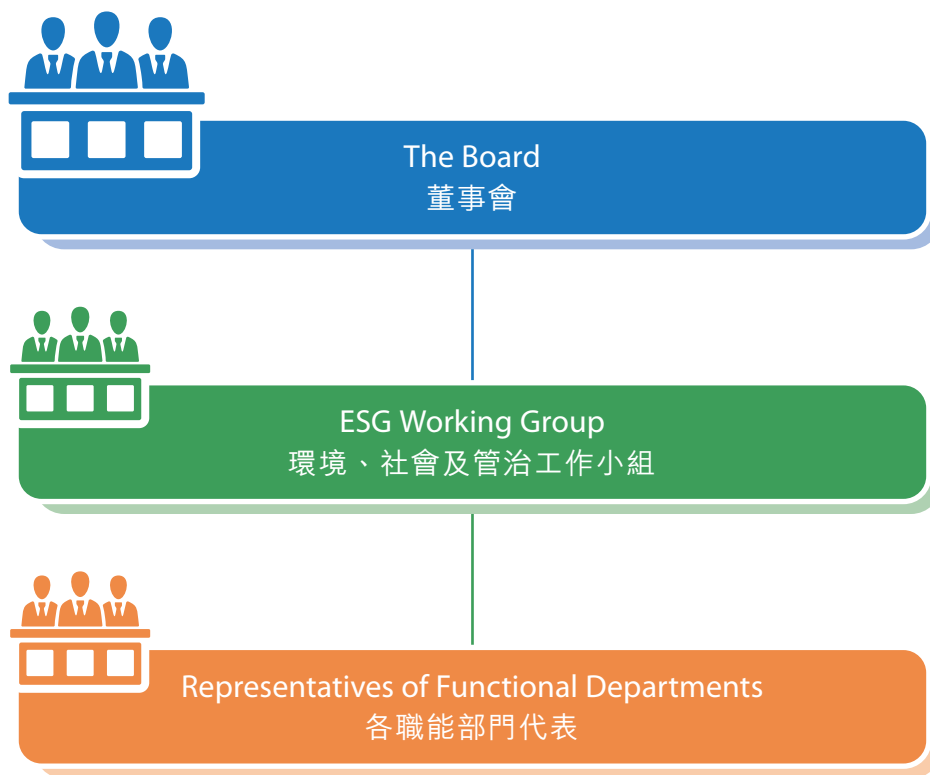 The Board
董事會
ESG Working Group
環境、社會及管治工作小組
Representatives of Functional Departments
各職能部門代表